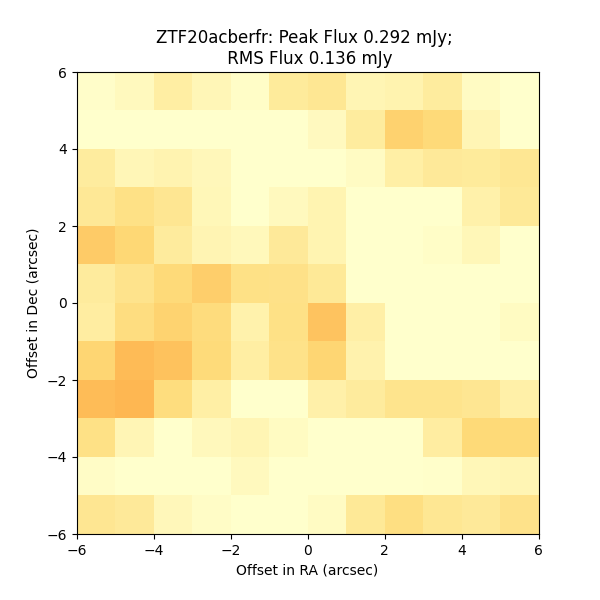 ZTF20acberfr: Peak Flux 0.292 mJy;
RMS Flux 0.136 mJy
6
4
2
0
−2
−4
−6
Offset in Dec (arcsec)
−6 −4 −2 0 2 4 6
Offset in RA (arcsec)